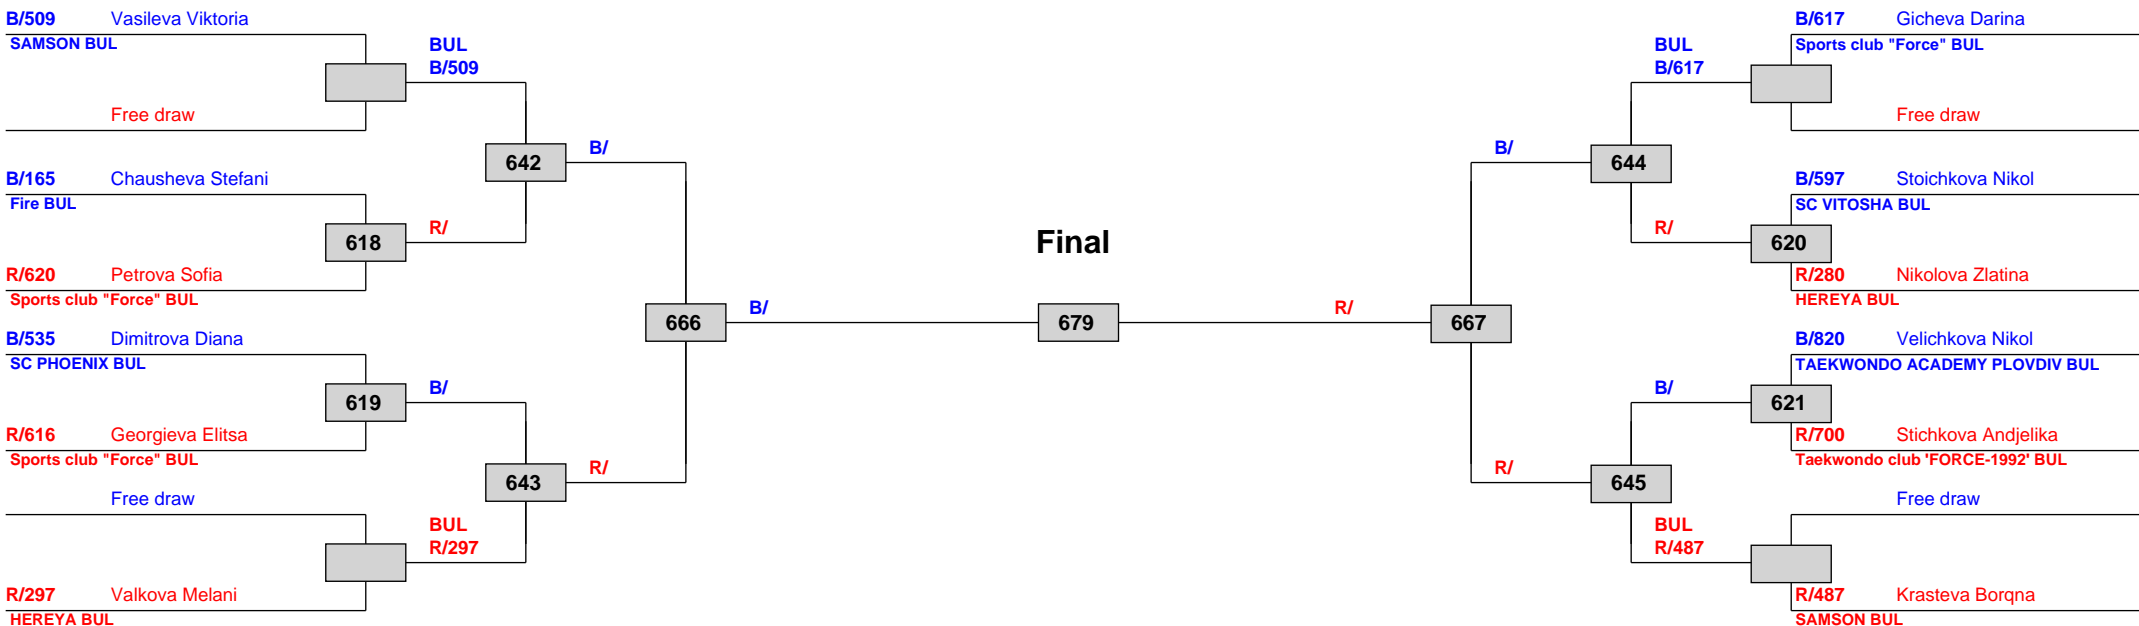 B/509 Vasileva Viktoria
SAMSON BUL
BUL
B/509
Free draw
642
B/
B/165 Chausheva Stefani
Fire BUL
618
R/
R/620 Petrova Sofia
Sports club "Force" BUL
666
B/
B/535 Dimitrova Diana
SC PHOENIX BUL
619
B/
R/616 Georgieva Elitsa
Sports club "Force" BUL
643
R/
Free draw
BUL
R/297
R/297 Valkova Melani
HEREYA BUL
Final
679
B/617 Gicheva Darina
Sports club "Force" BUL
BUL
B/617
Free draw
B/
644
B/597 Stoichkova Nikol
SC VITOSHA BUL
R/
620
R/280 Nikolova Zlatina
HEREYA BUL
R/
667
B/820 Velichkova Nikol
TAEKWONDO ACADEMY PLOVDIV BUL
B/
621
R/700 Stichkova Andjelika
Taekwondo club 'FORCE-1992' BUL
R/
645
Free draw
BUL
R/487
R/487 Krasteva Borqna
SAMSON BUL